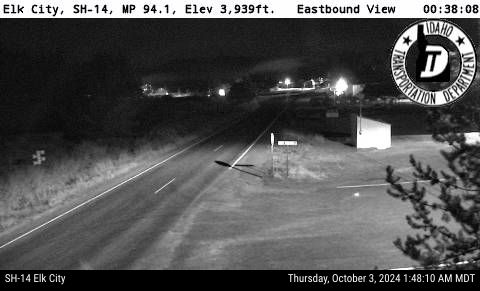 Elk City, SH-14, MP 94.1, Elev 3,939ft. Eastbound View 00:38:08
IDAHO
TRANSPORTATION DEPARTMENT
SH-14 Elk City Thursday, October 3, 2024 1:48:10 AM MDT